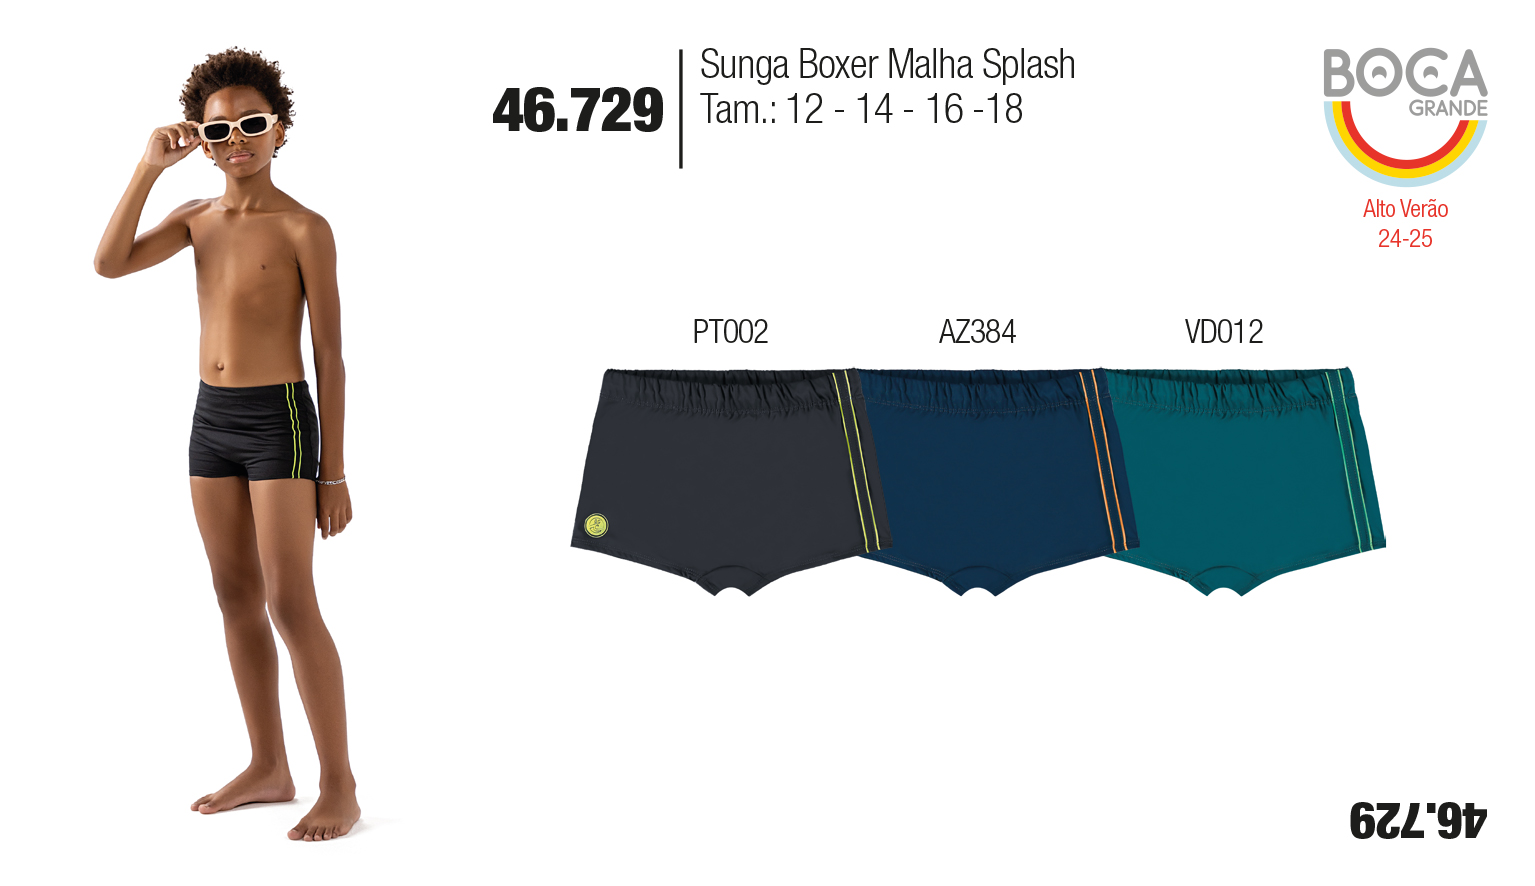 46.729
Sunga Boxer Malha Splash
Tam.: 12 - 14 - 16 -18
BOCA
GRANDE
Alto Verão
24-25
PT002
AZ384
VD012
46.729